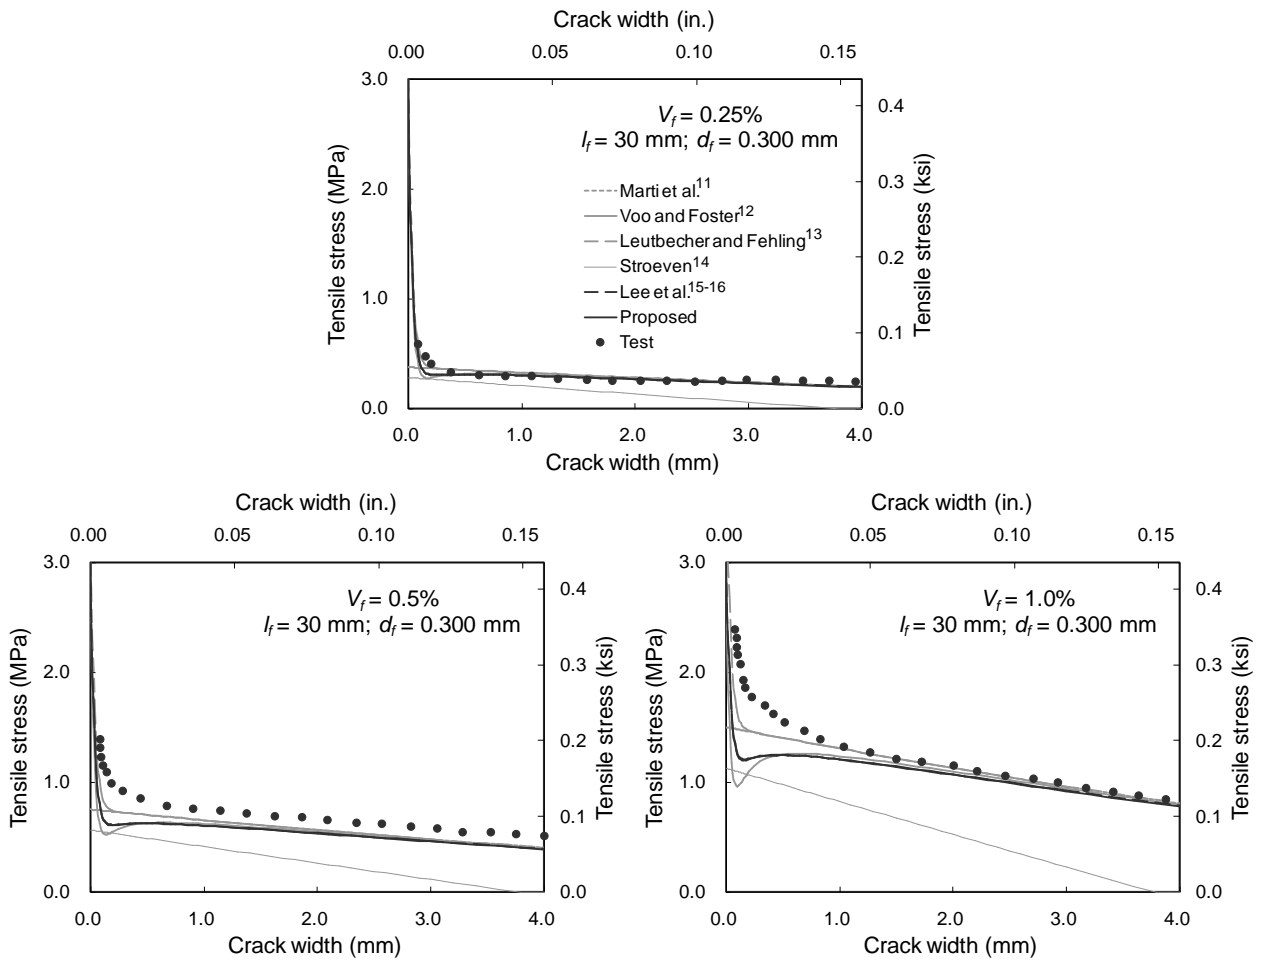 Crack width (in.)
0.00 0.05 0.10 0.15
3.0
2.0
1.0
0.0
Tensile stress (MPa)
V_f = 0.25%
l_f = 30 mm; d_f = 0.300 mm
Marti et al.11
Voo and Foster12
Leutbecher and Fehling13
Stroeven14
Lee et al.15-16
Proposed
Test
0.4
0.3
0.2
0.1
0.0
Tensile stress (ksi)
0.0 1.0 2.0 3.0 4.0
Crack width (mm)
Crack width (in.)
0.00 0.05 0.10 0.15
3.0
2.0
1.0
0.0
Tensile stress (MPa)
V_f = 0.5%
l_f = 30 mm; d_f = 0.300 mm
0.4
0.3
0.2
0.1
0.0
Tensile stress (ksi)
0.0 1.0 2.0 3.0 4.0
Crack width (mm)
Crack width (in.)
0.00 0.05 0.10 0.15
3.0
2.0
1.0
0.0
Tensile stress (MPa)
V_f = 1.0%
l_f = 30 mm; d_f = 0.300 mm
0.4
0.3
0.2
0.1
0.0
Tensile stress (ksi)
0.0 1.0 2.0 3.0 4.0
Crack width (mm)